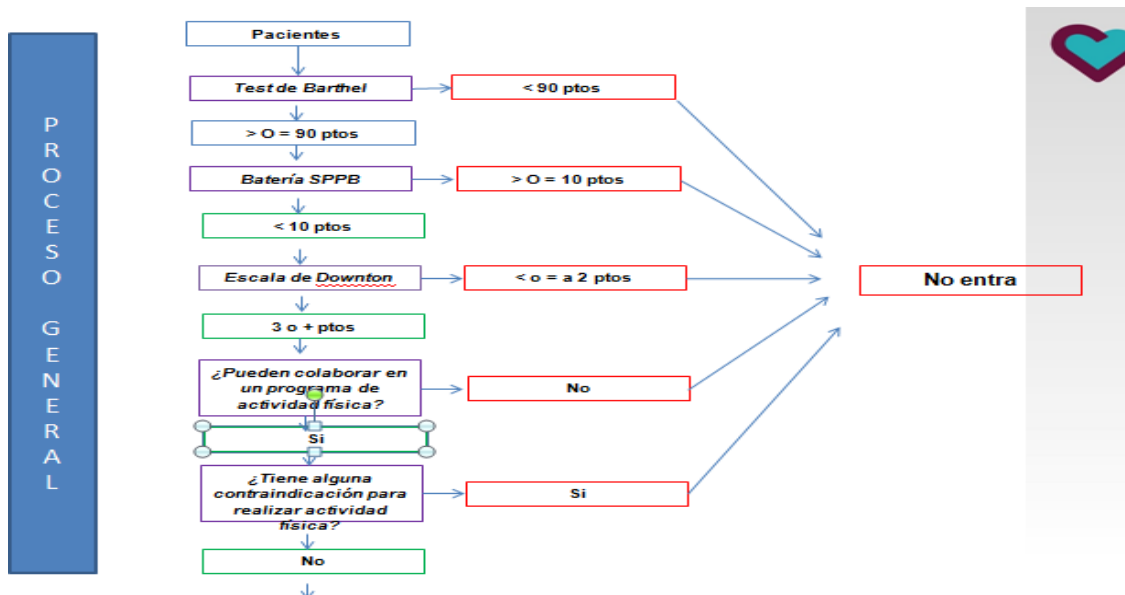 PROCESO GENERAL
Pacientes
Test de Barthel
< 90 ptos
> O = 90 ptos
Batería SPPB
> O = 10 ptos
< 10 ptos
Escala de Downton
< o = a 2 ptos
No entra
3 o + ptos
¿Pueden colaborar en
un programa de
actividad física?
No
Si
¿Tiene alguna
contraindicación para
realizar actividad
física?
Si
No